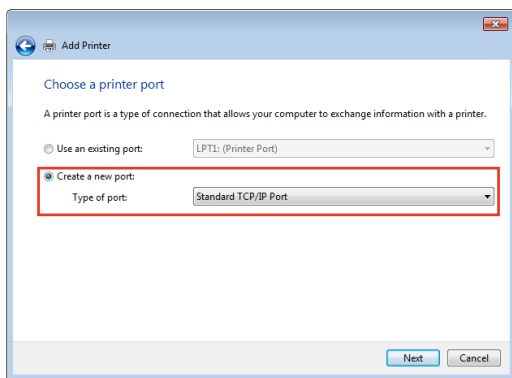 Add Printer
Choose a printer port
A printer port is a type of connection that allows your computer to exchange information with a printer.
Use an existing port: LPT1: (Printer Port)
Create a new port:
Type of port: Standard TCP/IP Port
Next Cancel